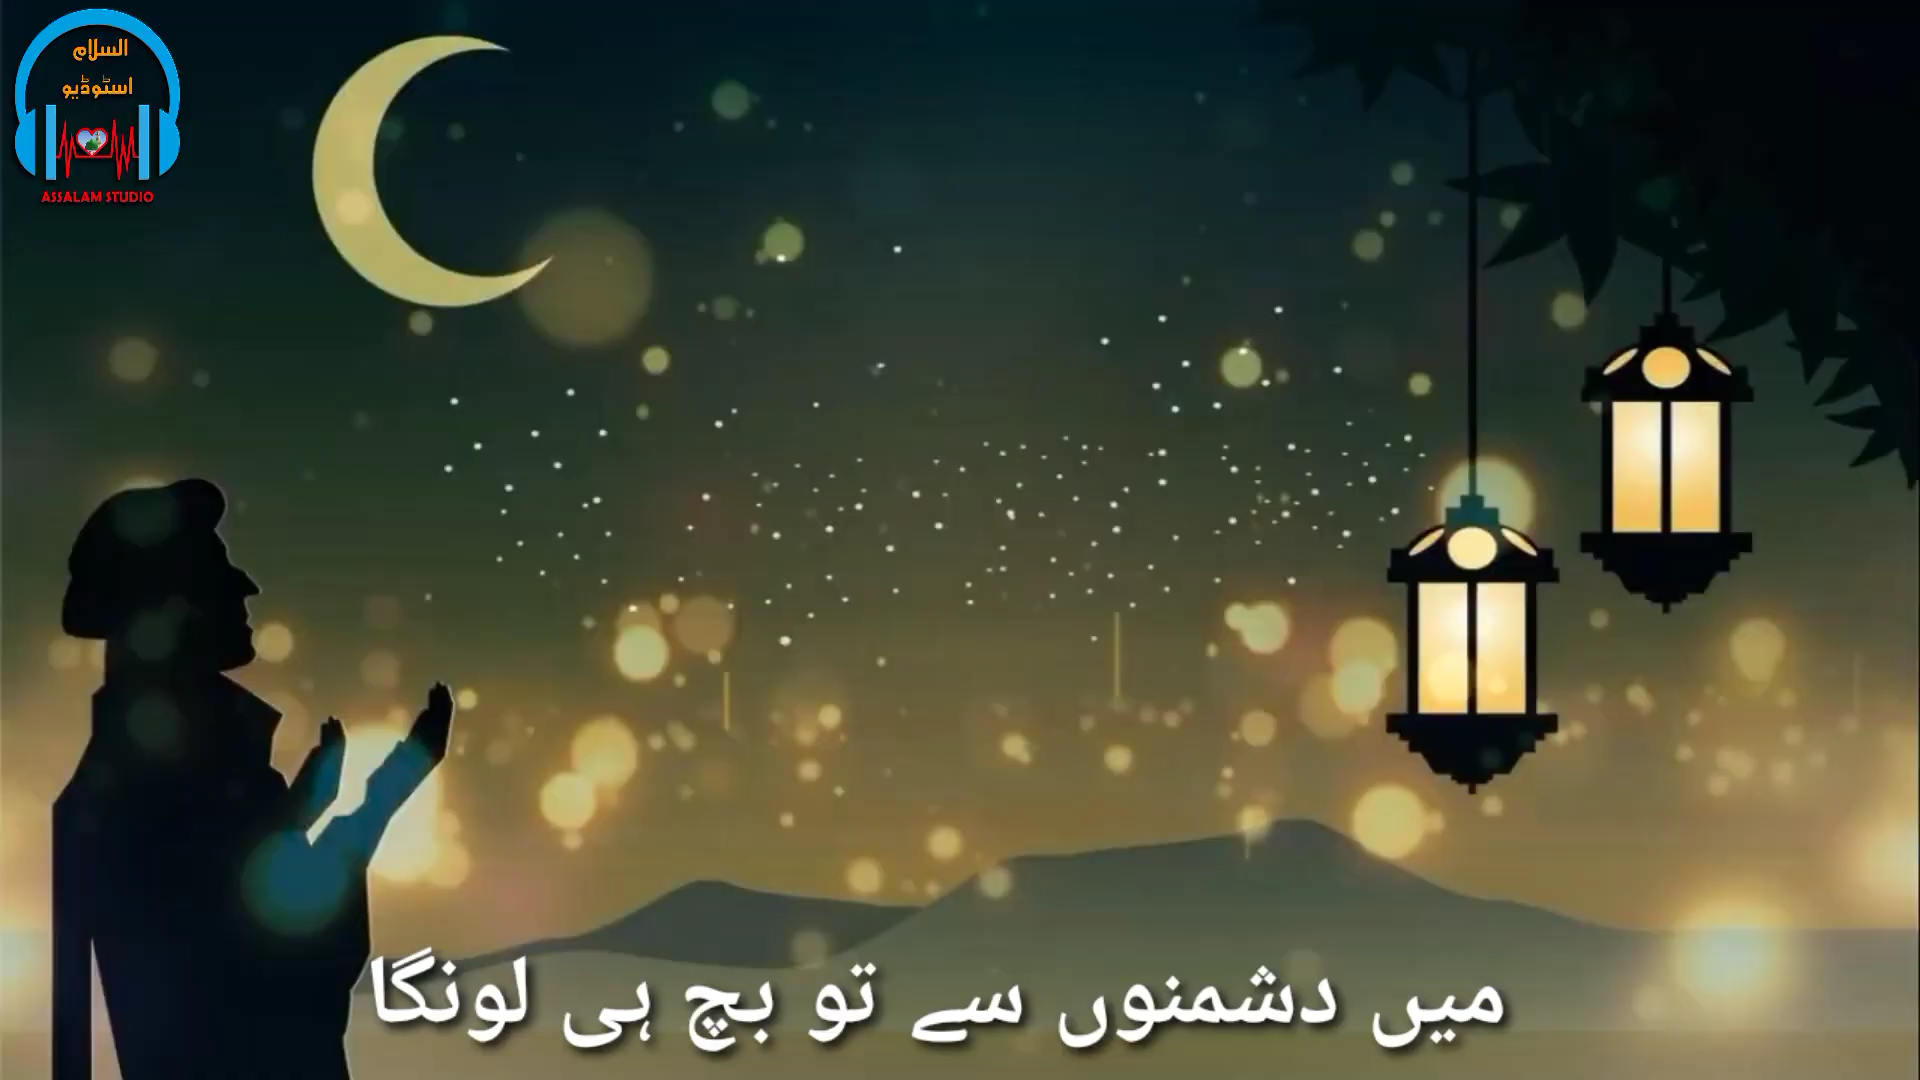 السلام
اسٹوڈیو
ASSALAM STUDIO
میں دشمنوں سے تو بچ ہی لونگا